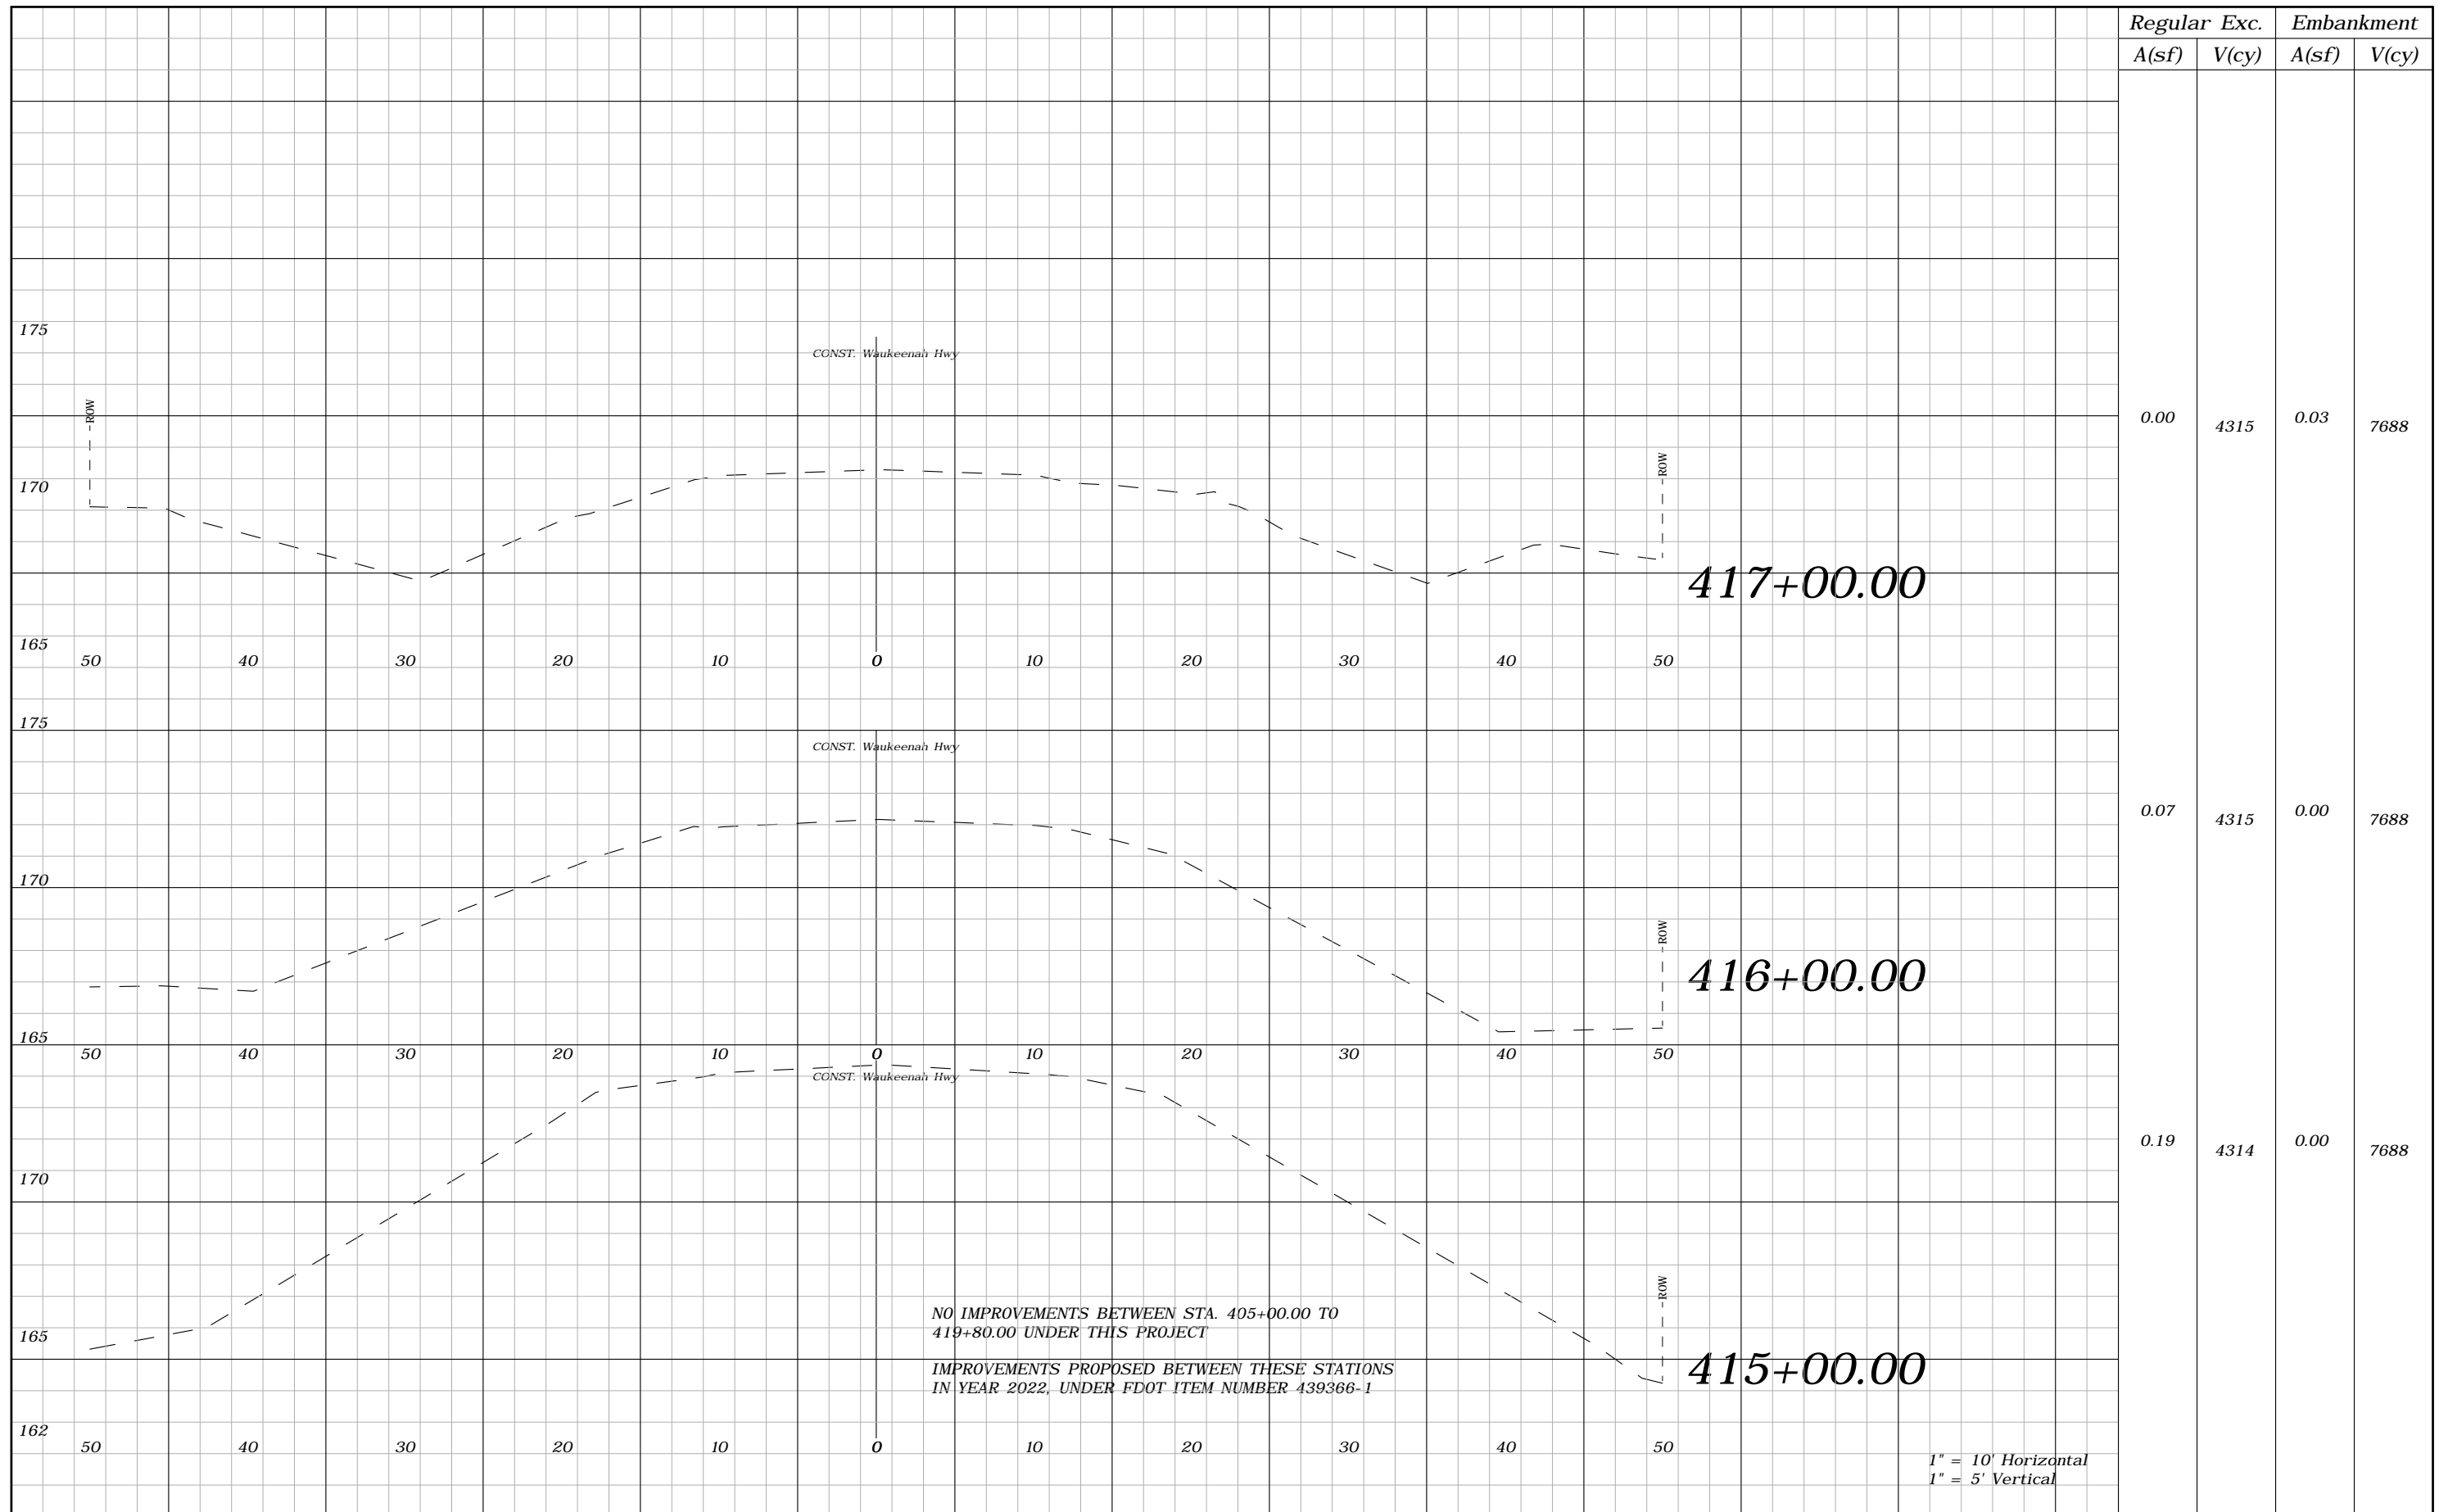 Regular Exc. Embankment
A(sf) V(cy) A(sf) V(cy)
175
CONST. Waukeenah Hwy
ROW
0.00 4315 0.03 7688
ROW
170
417+00.00
165
50 40 30 20 10 0 10 20 30 40 50
175
CONST. Waukeenah Hwy
0.07 4315 0.00 7688
170
ROW
416+00.00
165
50 40 30 20 10 0 10 20 30 40 50
CONST. Waukeenah Hwy
0.19 4314 0.00 7688
170
ROW
NO IMPROVEMENTS BETWEEN STA. 405+00.00 TO
419+80.00 UNDER THIS PROJECT
165
IMPROVEMENTS PROPOSED BETWEEN THESE STATIONS
IN YEAR 2022, UNDER FDOT ITEM NUMBER 439366-1
415+00.00
162
50 40 30 20 10 0 10 20 30 40 50
1" = 10' Horizontal
1" = 5' Vertical